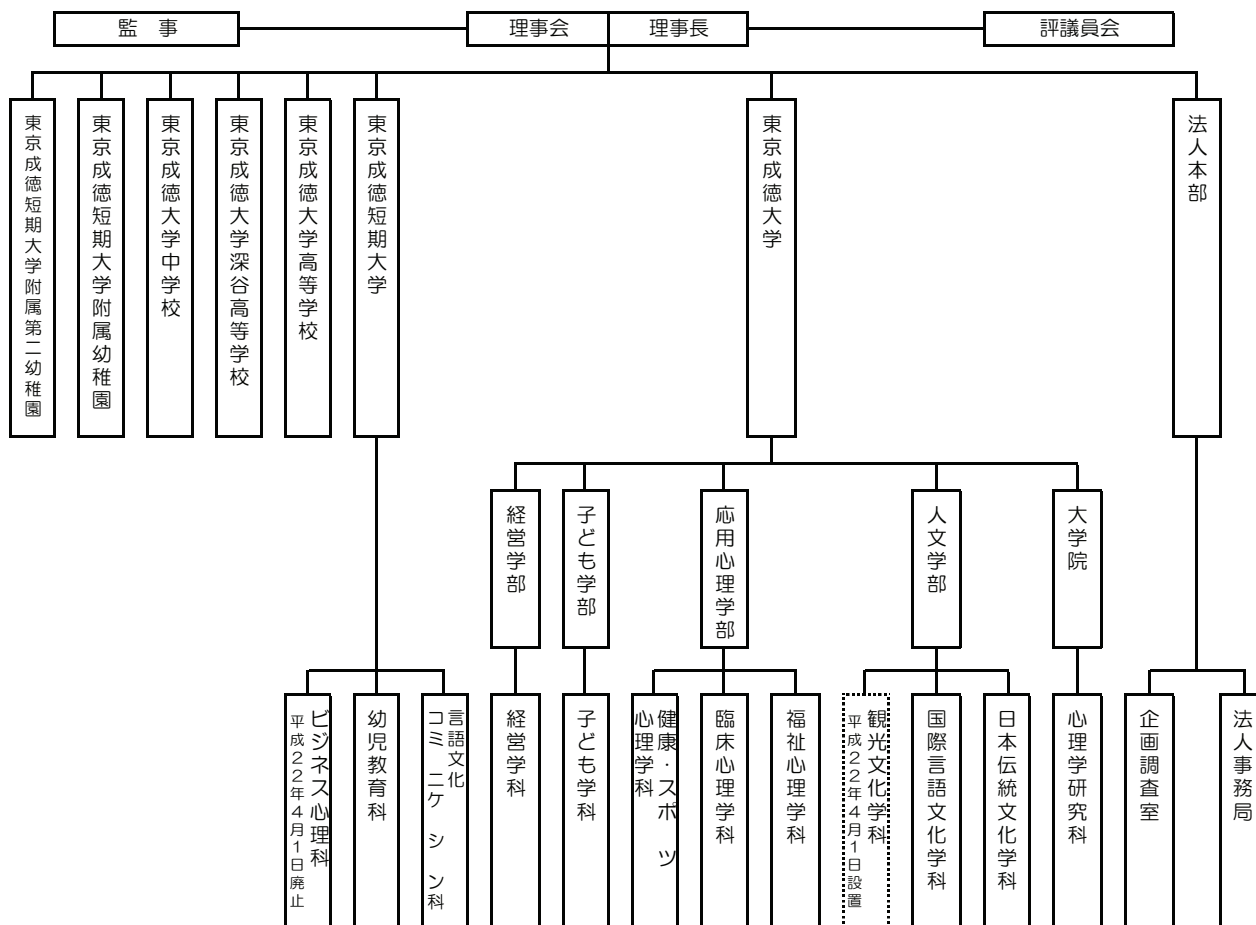 監　事
理事会
理事長
評議員会
法人本部
東京成徳大学
東京成徳短期大学
東京成徳大学高等学校
東京成徳大学深谷高等学校
東京成徳大学中学校
東京成徳短期大学附属幼稚園
東京成徳短期大学附属第二幼稚園
大学院
人文学部
応用心理学部
子ども学部
経営学部
法人事務局
企画調査室
心理学研究科
日本伝統文化学科
国際言語文化学科
観光文化学科
平成２２年４月１日設置
福祉心理学科
臨床心理学科
健康・スポ　ツ
心理学科
子ども学科
経営学科
言語文化
コミ　ニケ　シ　ン科
幼児教育科
ビジネス心理科
平成２２年４月１日廃止